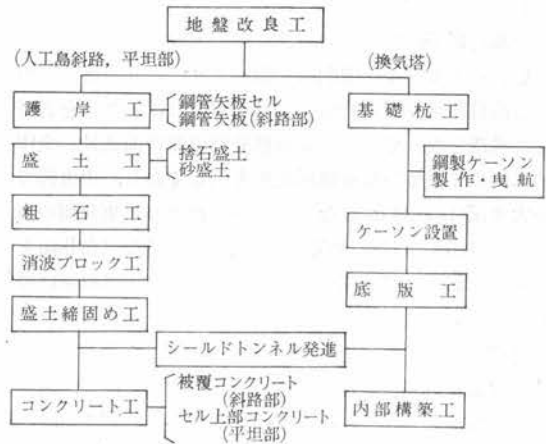 地盤改良工
(人工島斜路, 平坦部)
(換気塔)
護岸工
鋼管矢板セル
鋼管矢板(斜路部)
基礎杭工
盛土工
捨石盛土
砂盛土
鋼製ケーソン
製作・曳航
粗石工
ケーソン設置
消波ブロック工
底版工
盛土締固め工
シールドトンネル発進
コンクリート工
被覆コンクリート
(斜路部)
セル上部コンクリート
(平坦部)
内部構築工